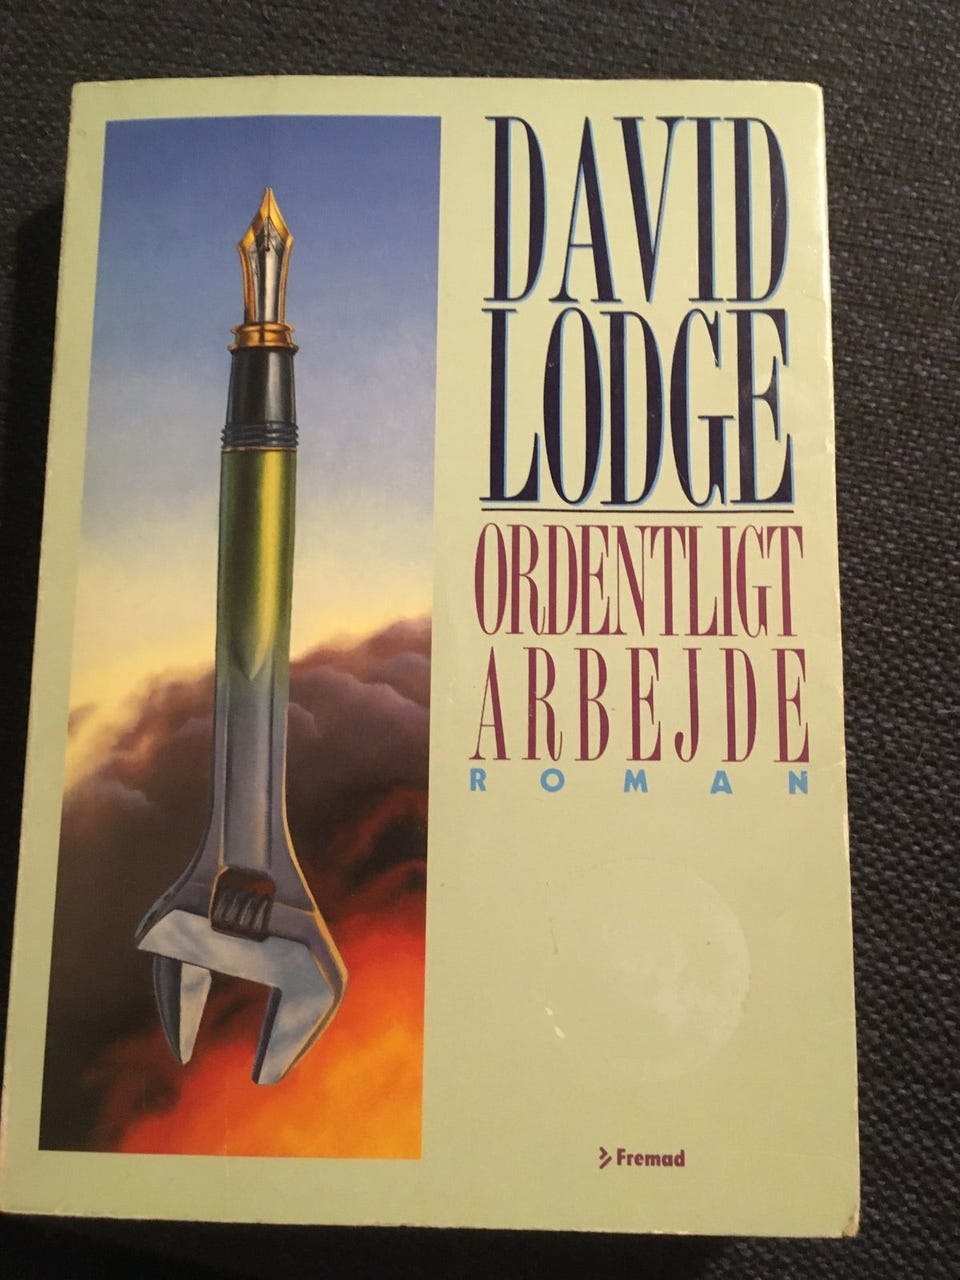 DAVID
LODGE
ORDENTLIGT
ARBEJDE
ROMAN
Fremad